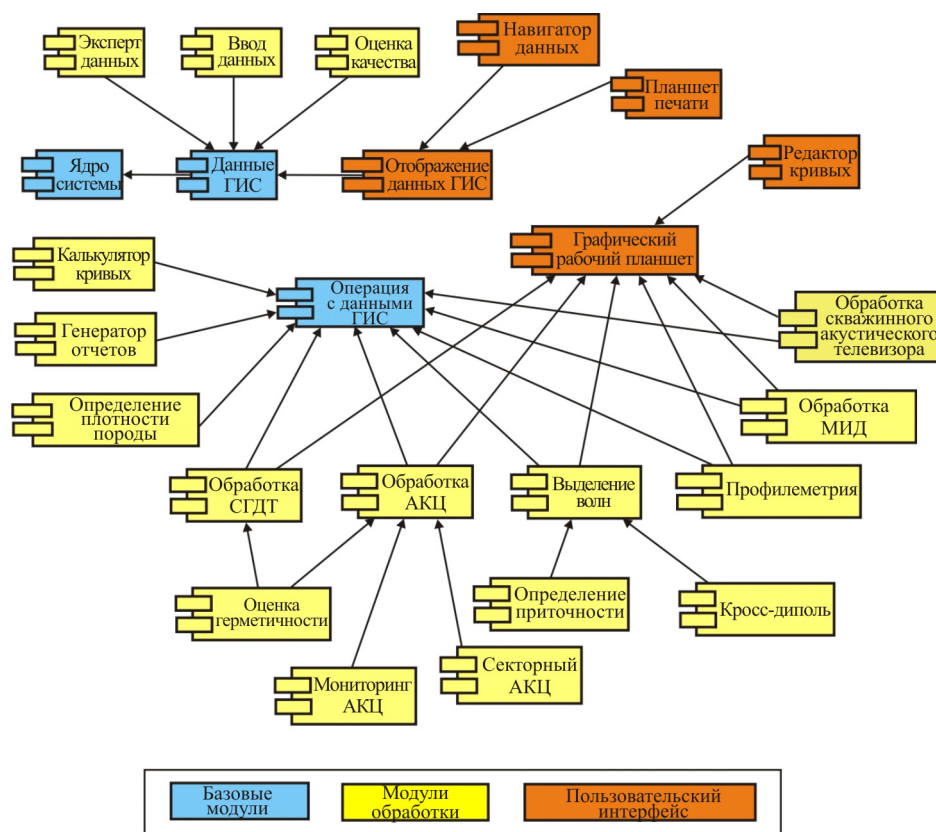 Эксперт
данных
Ввод
данных
Оценка
качества
Навигатор
данных
Планшет
печати
Ядро
системы
Данные
ГИС
Отображение
данных ГИС
Редактор
кривых
Графический
рабочий планшет
Калькулятор
кривых
Операция
с данными
ГИС
Обработка
скважинного
акустического
телевизора
Генератор
отчетов
Определение
плотности
породы
Обработка
МИД
Обработка
СГДТ
Обработка
АКЦ
Выделение
волн
Профилеметрия
Оценка
герметичности
Определение
приточности
Кросс-диполь
Мониторинг
АКЦ
Секторный
АКЦ
Базовые
модули
Модули
обработки
Пользовательский
интерфейс